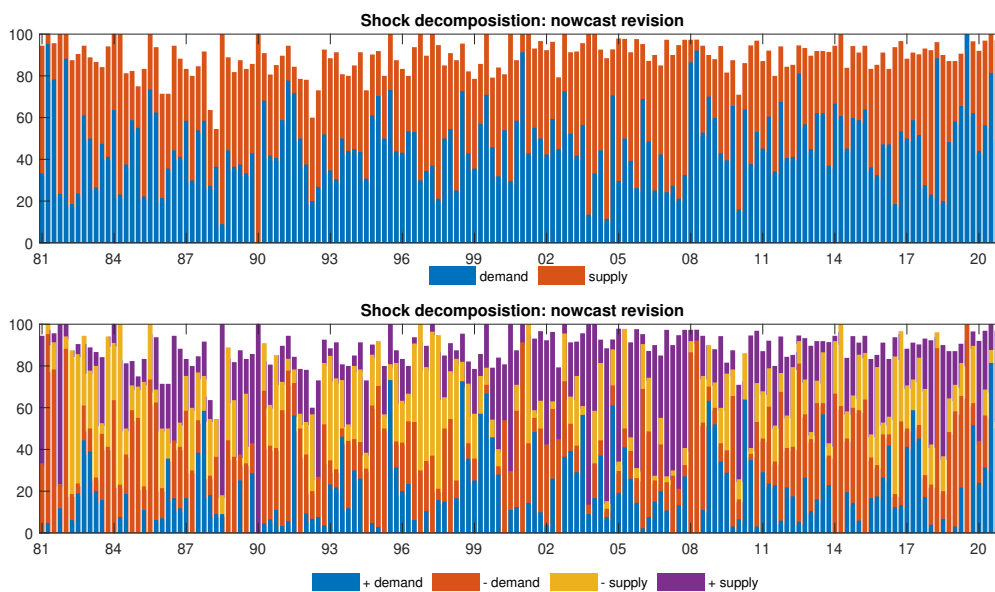 Shock decomposistion: nowcast revision
100
80
60
40
20
0
81 84 87 90 93 96 99 02 05 08 11 14 17 20
demand supply
Shock decomposistion: nowcast revision
100
80
60
40
20
0
81 84 87 90 93 96 99 02 05 08 11 14 17 20
+ demand - demand - supply + supply